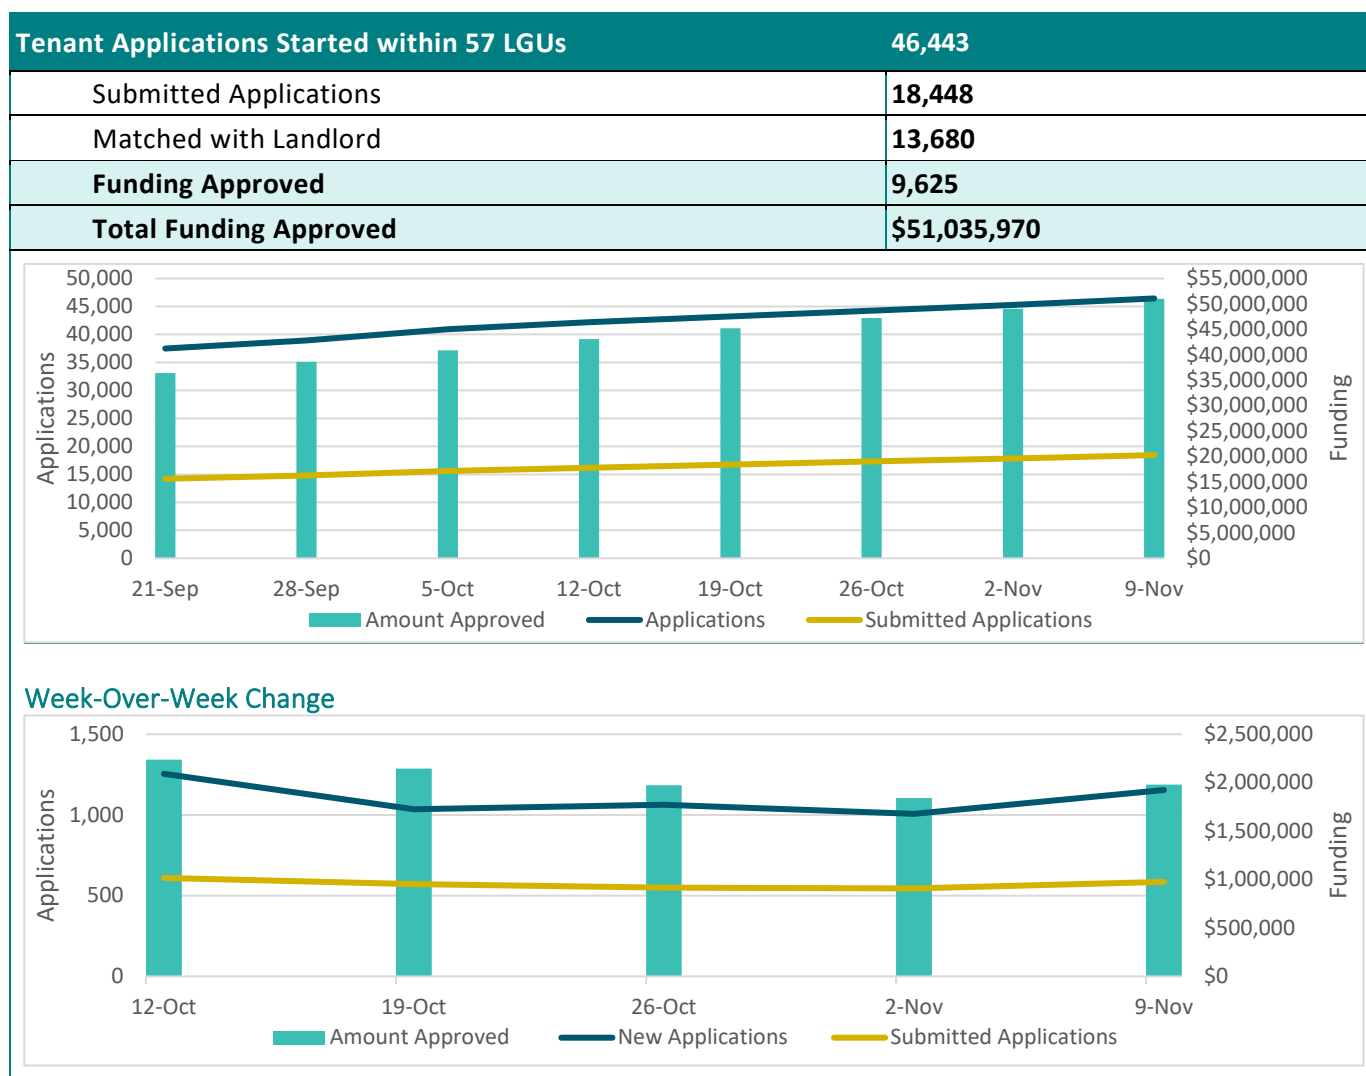 Tenant Applications Started within 57 LGUs 46,443
Submitted Applications 18,448
Matched with Landlord 13,680
Funding Approved 9,625
Total Funding Approved $51,035,970
50,000
45,000
40,000
35,000
30,000
25,000
20,000
15,000
10,000
5,000
0
Applications
$55,000,000
$50,000,000
$45,000,000
$40,000,000
$35,000,000
$30,000,000
$25,000,000
$20,000,000
$15,000,000
$10,000,000
$5,000,000
$0
Funding
21-Sep 28-Sep 5-Oct 12-Oct 19-Oct 26-Oct 2-Nov 9-Nov
Amount Approved Applications Submitted Applications
Week-Over-Week Change
1,500
1,000
500
0
Applications
$2,500,000
$2,000,000
$1,500,000
$1,000,000
$500,000
$0
Funding
12-Oct 19-Oct 26-Oct 2-Nov 9-Nov
Amount Approved New Applications Submitted Applications